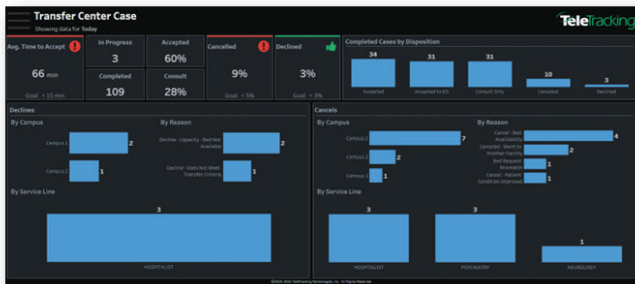 Transfer Center Case
Showing data for Today
TeleTracking
Avg. Time to Accept
66 min
Goal: < 15 min
In Progress
3
Completed
109
Accepted
60%
Consult
28%
Cancelled
9%
Goal: < 5%
Declined
3%
Goal: < 3%
Completed Cases by Disposition
34
31
31
10
3
Accepted
Accepted to ED
Consult Only
Canceled
Declined
Declines
By Campus
Campus 1
2
Campus 2
1
By Reason
Decline - Capacity - Bed Not
Available
2
Decline - Does Not Meet
Transfer Criteria
1
By Service Line
3
HOSPITALIST
Cancels
By Campus
Campus 2
7
Campus 3
2
Campus 1
1
By Reason
Cancel - Bed
Availability
4
Canceled - Went to
Another Facility
2
Bed Request
Mismatch
1
Cancel - Patient
Condition Improved
1
By Service Line
3
3
1
HOSPITALIST
PSYCHIATRY
NEUROLOGY